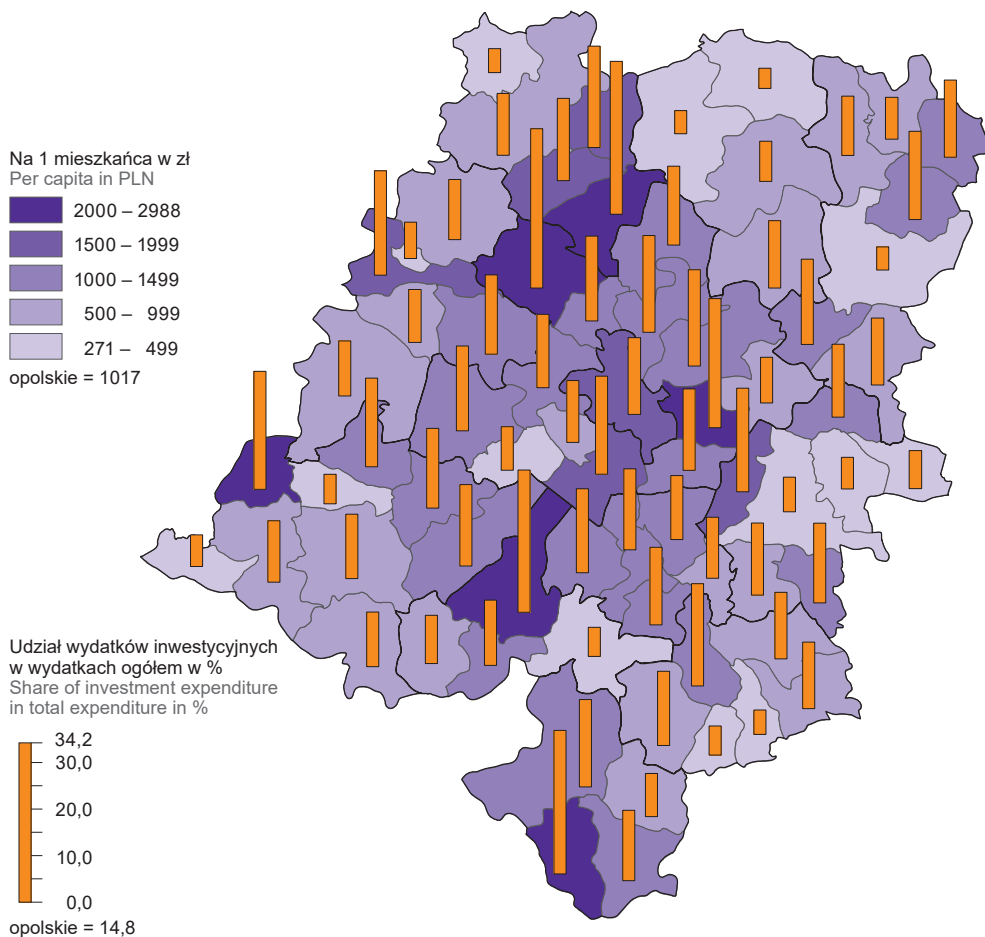 Na 1 mieszkańca w zł
Per capita in PLN
2000 – 2988
1500 – 1999
1000 – 1499
500 – 999
271 – 499
opolskie = 1017
Udział wydatków inwestycyjnych
w wydatkach ogółem w %
Share of investment expenditure
in total expenditure in %
34,2
30,0
20,0
10,0
0,0
opolskie = 14,8